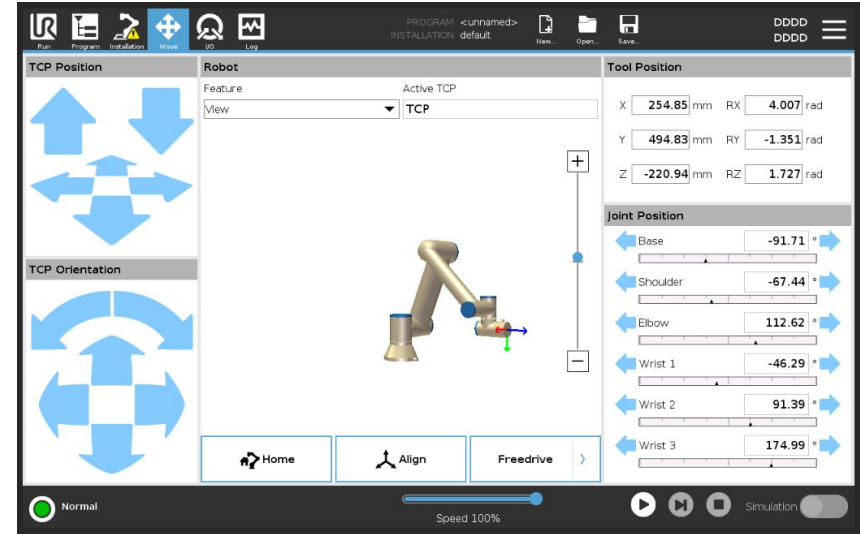 UR
Run
Program
Installation
Move
I/O
Log
PROGRAM <unnamed>
INSTALLATION default
New...
Open...
Save...
DDDD
DDDD
TCP Position
Robot
Feature
Active TCP
View
TCP
+
−
TCP Orientation
Home
Align
Freedrive
Tool Position
X 254.85 mm RX 4.007 rad
Y 494.83 mm RY -1.351 rad
Z -220.94 mm RZ 1.727 rad
Joint Position
Base -91.71 °
Shoulder -67.44 °
Elbow 112.62 °
Wrist 1 -46.29 °
Wrist 2 91.39 °
Wrist 3 174.99 °
Normal
Speed 100%
Simulation